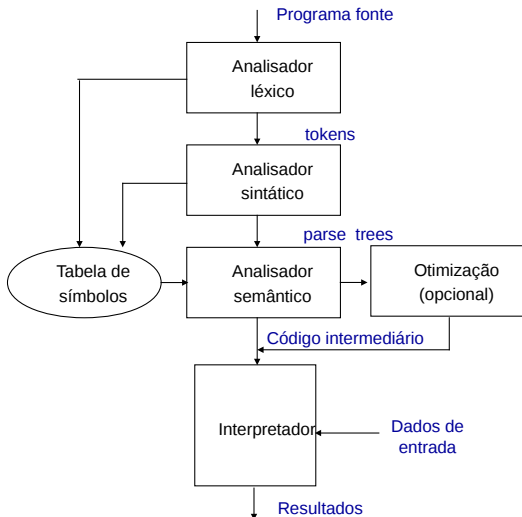 Programa fonte
Analisador
léxico
tokens
Analisador
sintático
parse trees
Tabela de
símbolos
Analisador
semântico
Otimização
(opcional)
Código intermediário
Interpretador
Dados de
entrada
Resultados